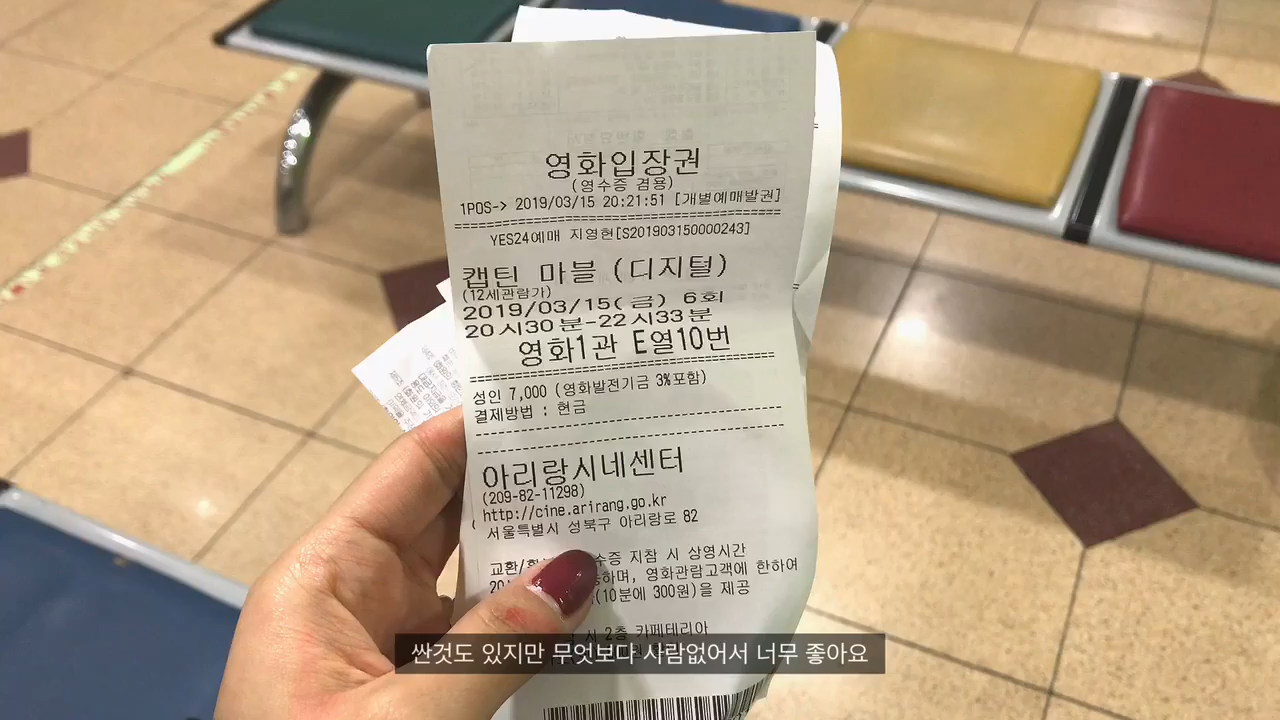 영화입장권
(영수증 겸용)
1POS-> 2019/03/15 20:21:51 [개별예매발권]
YES24예매 지영현[S201903150000243]
캡틴 마블 (디지털)
(12세관람가)
2019/03/15(금) 6회
20시30분-22시33분
영화1관 E열10번
성인 7,000 (영화발전기금 3%포함)
결제방법 : 현금
아리랑시네센터
(209-82-11298)
http://cine.arirang.go.kr
서울특별시 성북구 아리랑로 82
교환/환 수증 지참 시 상영시간
20 하며, 영화관람고객에 한하여
(10분에 300원)을 제공
시 2층 카페테리아
싼것도 있지만 무엇보다 사람없어서 너무 좋아요